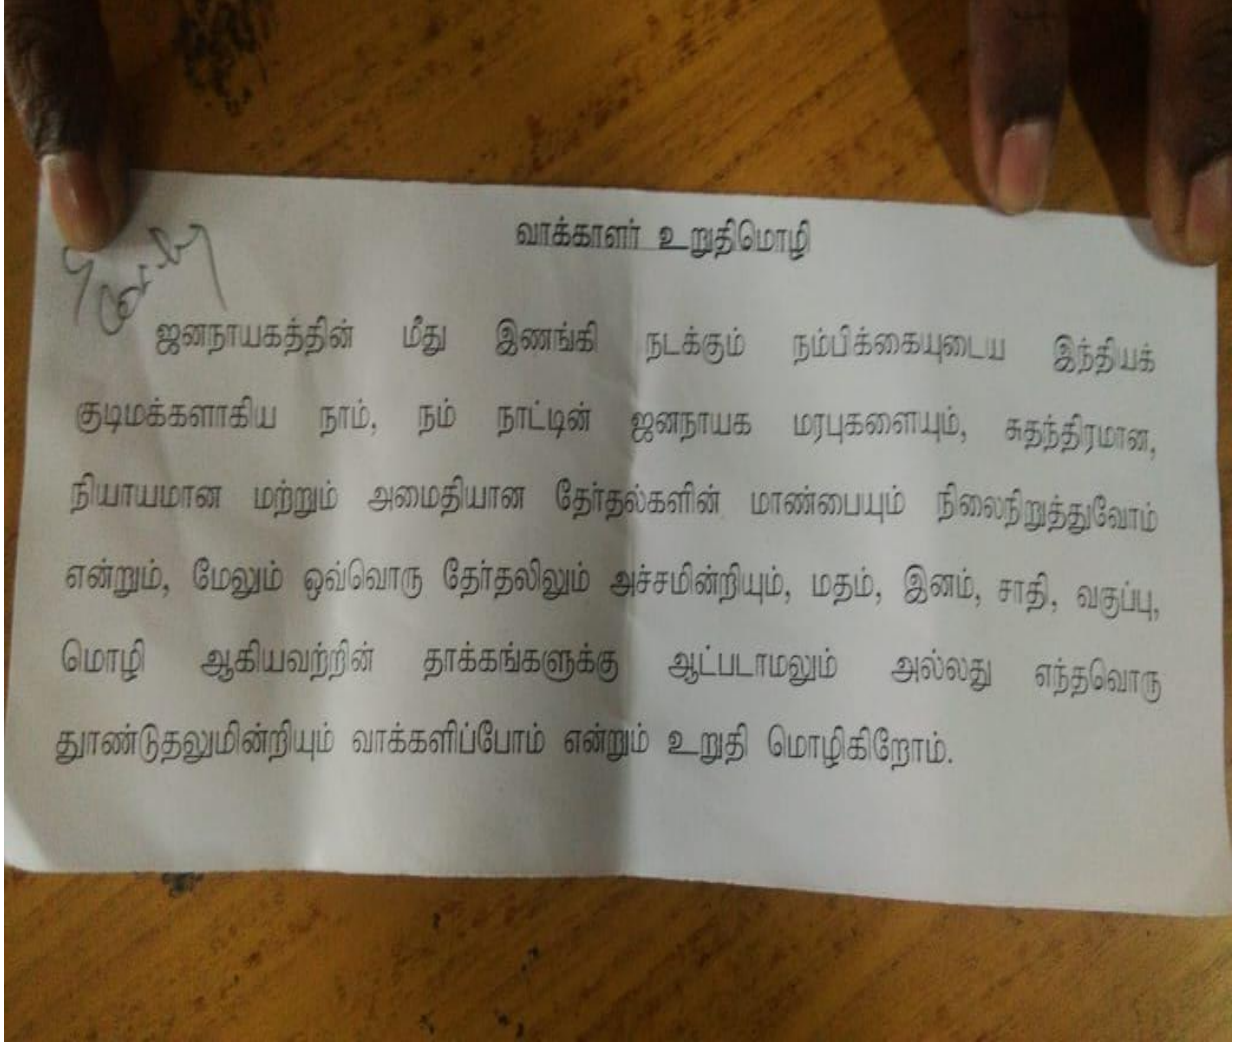 வாக்காளர் உறுதிமொழி
ஜனநாயகத்தின் மீது இணங்கி நடக்கும் நம்பிக்கையுடைய இந்தியக்
குடிமக்களாகிய நாம், நம் நாட்டின் ஜனநாயக மரபுகளையும், சுதந்திரமான,
நியாயமான மற்றும் அமைதியான தேர்தல்களின் மாண்பையும் நிலைநிறுத்துவோம்
என்றும், மேலும் ஒவ்வொரு தேர்தலிலும் அச்சமின்றியும், மதம், இனம், சாதி, வகுப்பு,
மொழி ஆகியவற்றின் தாக்கங்களுக்கு ஆட்படாமலும் அல்லது எந்தவொரு
தூண்டுதலுமின்றியும் வாக்களிப்போம் என்றும் உறுதி மொழிகிறோம்.